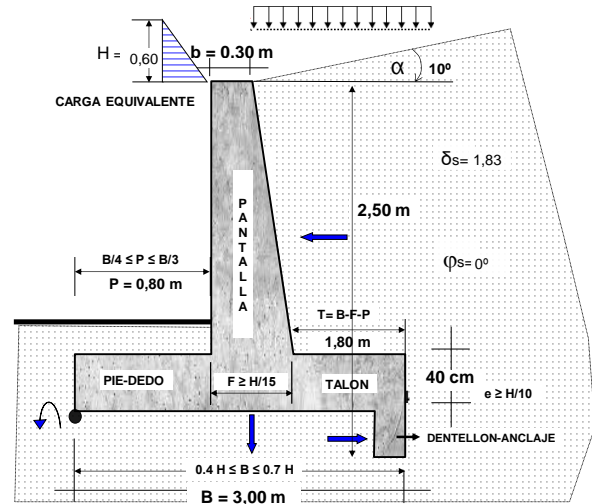 H =
0,60
b = 0.30 m
α
10º
CARGA EQUIVALENTE
δs = 1,83
PANTALLA
2,50 m
B/4 ≤ P ≤ B/3
φs= 0º
P = 0,80 m
T= B-F-P
1,80 m
PIE-DEDO
F ≥ H/15
TALON
40 cm
e ≥ H/10
DENTELLON-ANCLAJE
0.4 H ≤ B ≤ 0.7 H
B = 3,00 m